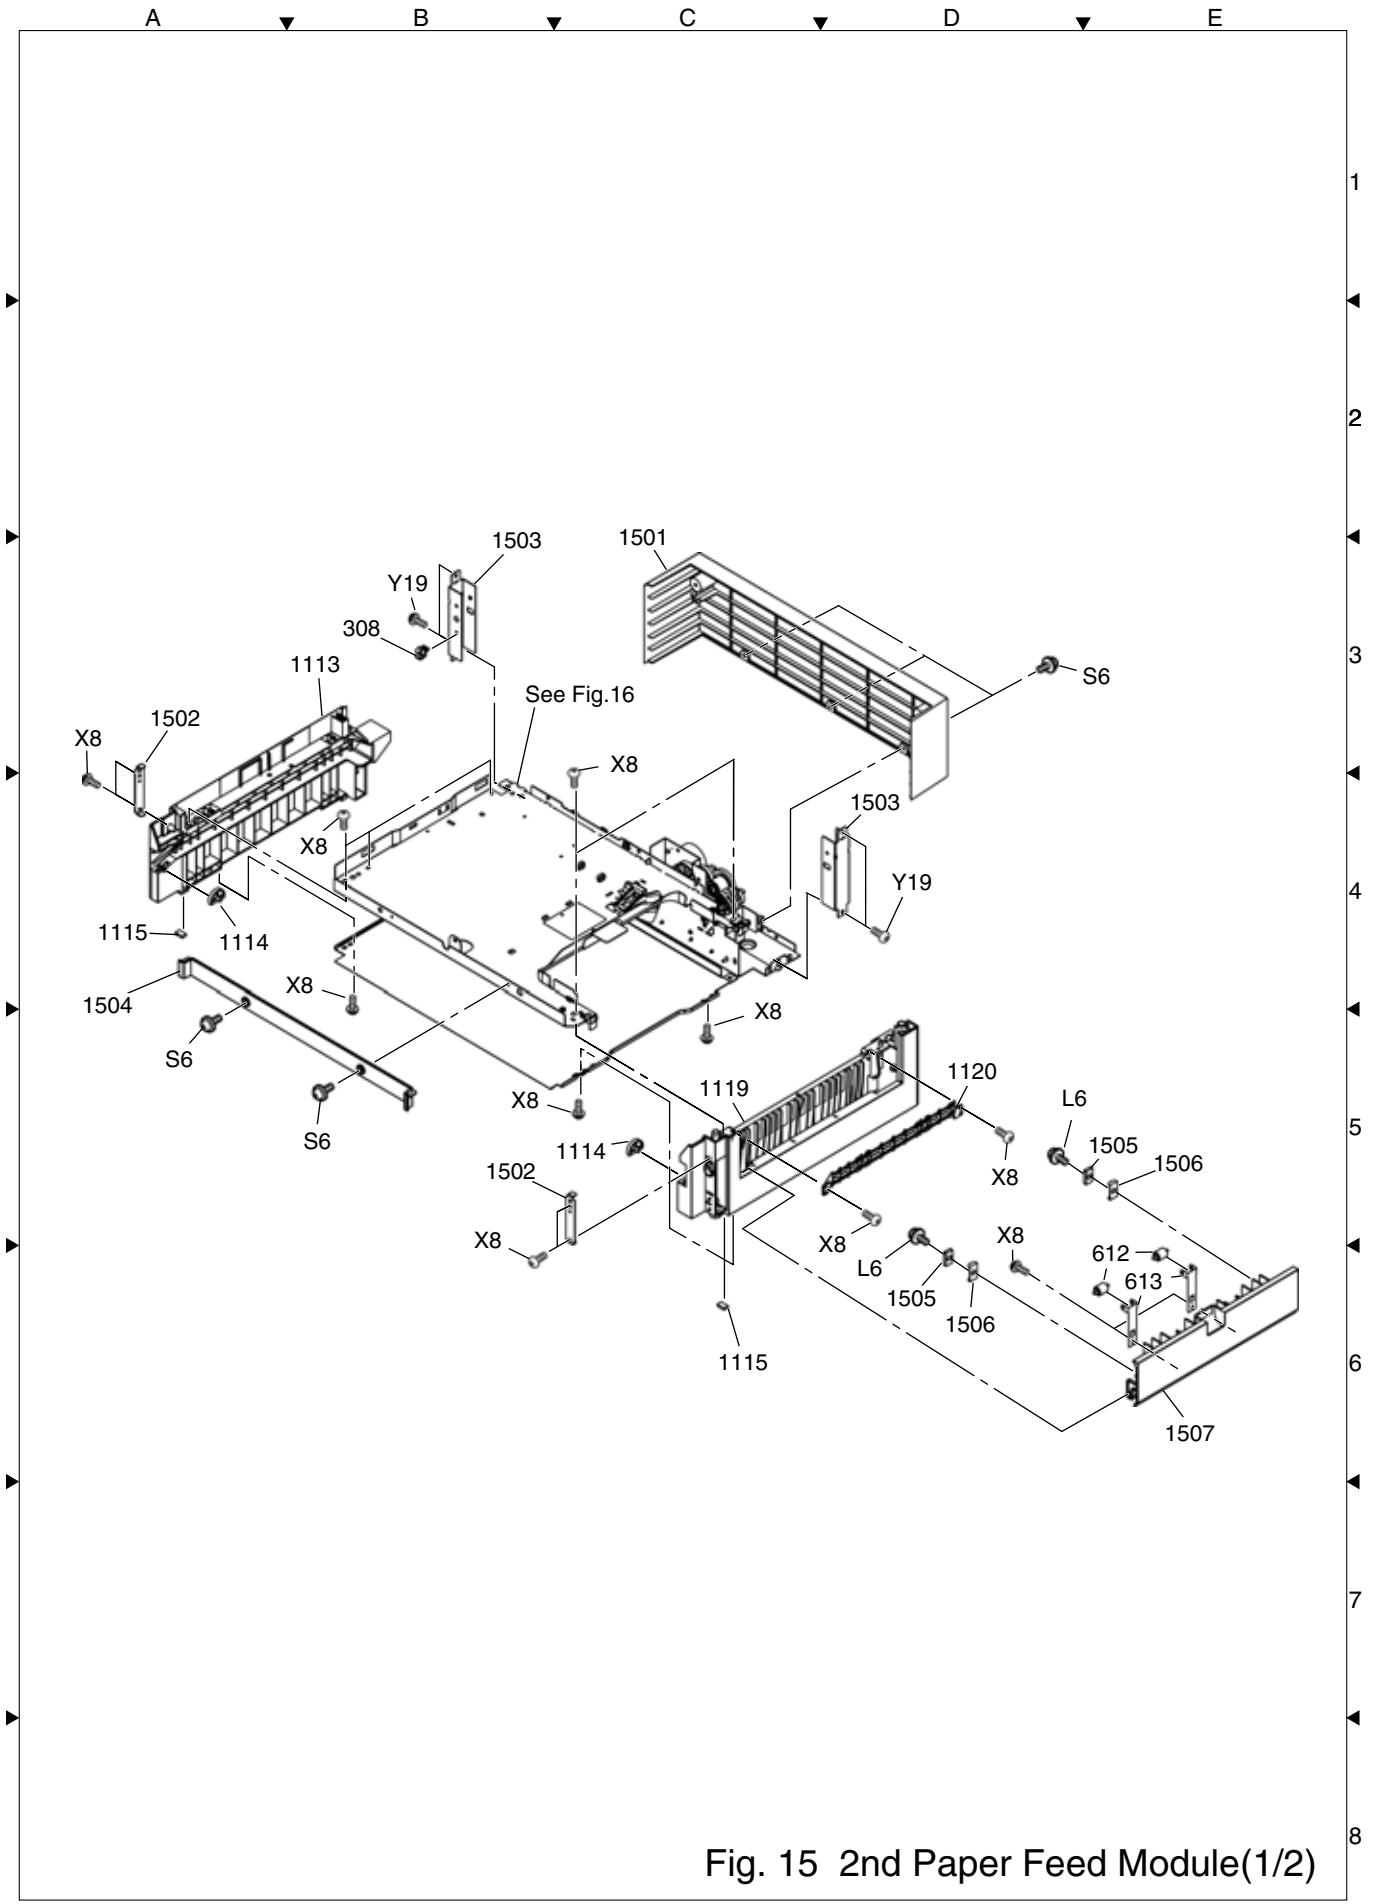 A B C D E
1
2
1503 1501
Y19
308
3
1113 S6
See Fig.16
1502
X8
X8
1503
X8
4
Y19
1115 1114
X8
1504
X8
S6
1119 1120
X8 L6
S6 5
1114 1505
1502 1506
X8
X8 X8 X8
612
L6
613
1505
1506
1115 6
1507
7
8
Fig. 15 2nd Paper Feed Module(1/2)